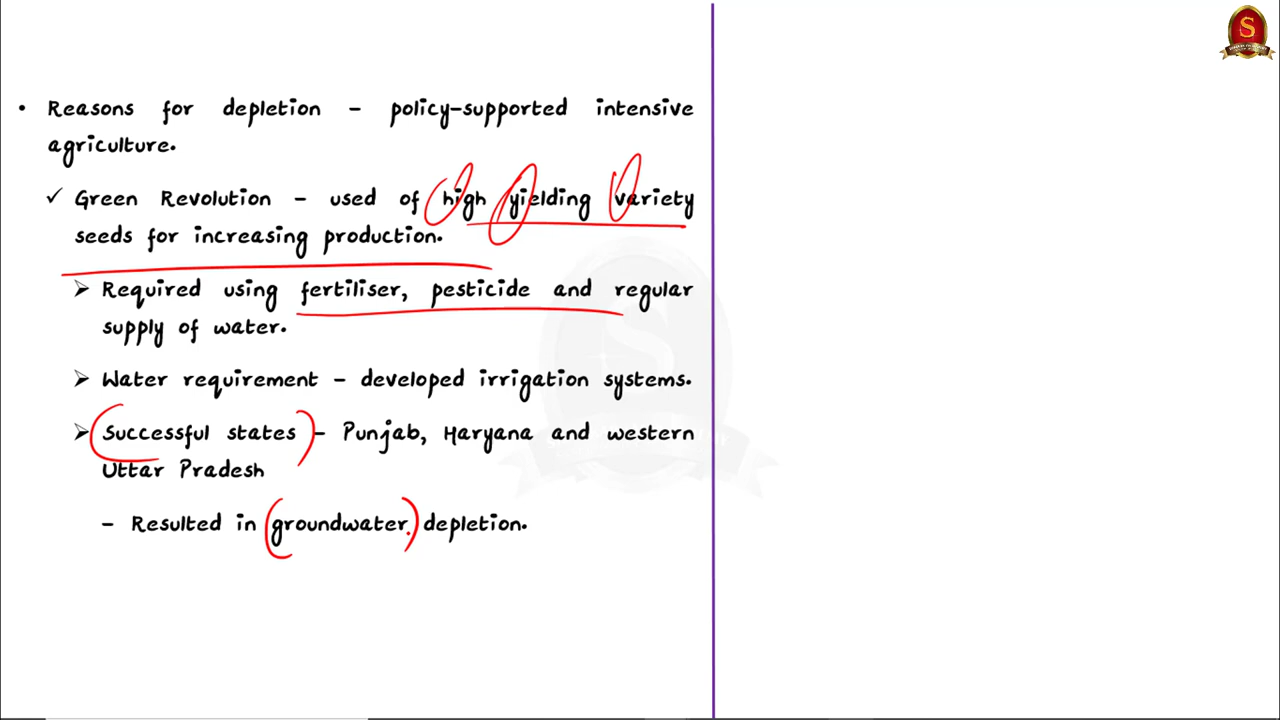 • Reasons for depletion – policy-supported intensive
agriculture.
✓ Green Revolution – used of high yielding variety
seeds for increasing production.
➢ Required using fertiliser, pesticide and regular
supply of water.
➢ Water requirement – developed irrigation systems.
➢ Successful states – Punjab, Haryana and western
Uttar Pradesh
– Resulted in groundwater depletion.
S